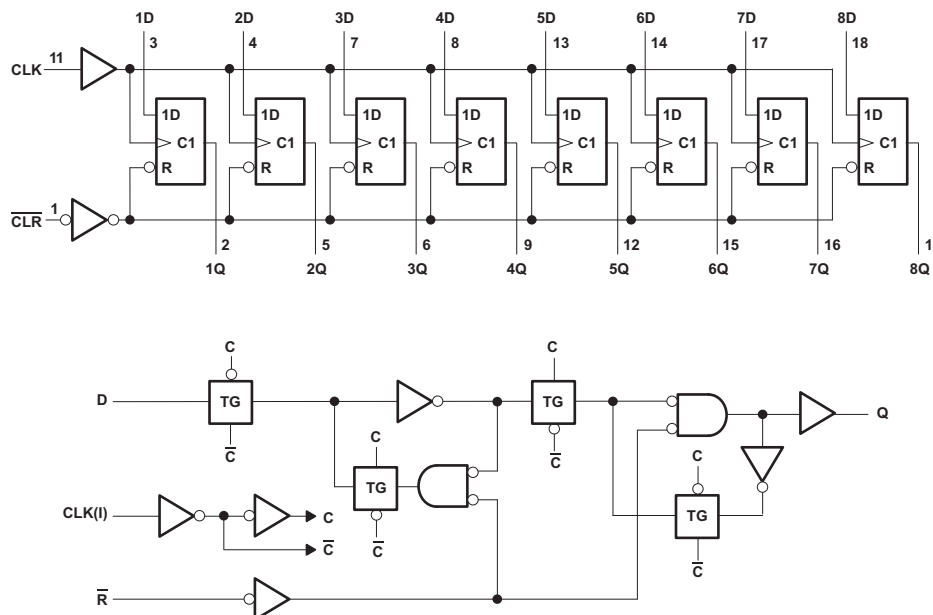 1D 2D 3D 4D 5D 6D 7D 8D
3 4 7 8 13 14 17 18
CLK 11
1D 1D 1D 1D 1D 1D 1D 1D
C1 C1 C1 C1 C1 C1 C1 C1
R R R R R R R R
CLR 1
2 5 6 9 12 15 16 1
1Q 2Q 3Q 4Q 5Q 6Q 7Q 8Q
C C
D TG TG Q
C C C C
TG
TG
CLK(I) C
C C C
R